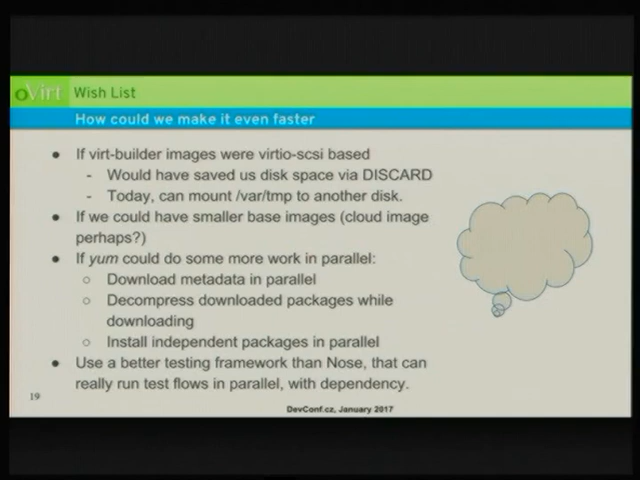 oVirt Wish List
How could we make it even faster
● If virt-builder images were virtio-scsi based
- Would have saved us disk space via DISCARD
- Today, can mount /var/tmp to another disk.
● If we could have smaller base images (cloud image
perhaps?)
● If yum could do some more work in parallel:
○ Download metadata in parallel
○ Decompress downloaded packages while
downloading
○ Install independent packages in parallel
● Use a better testing framework than Nose, that can
really run test flows in parallel, with dependency.
19
DevConf.cz, January 2017